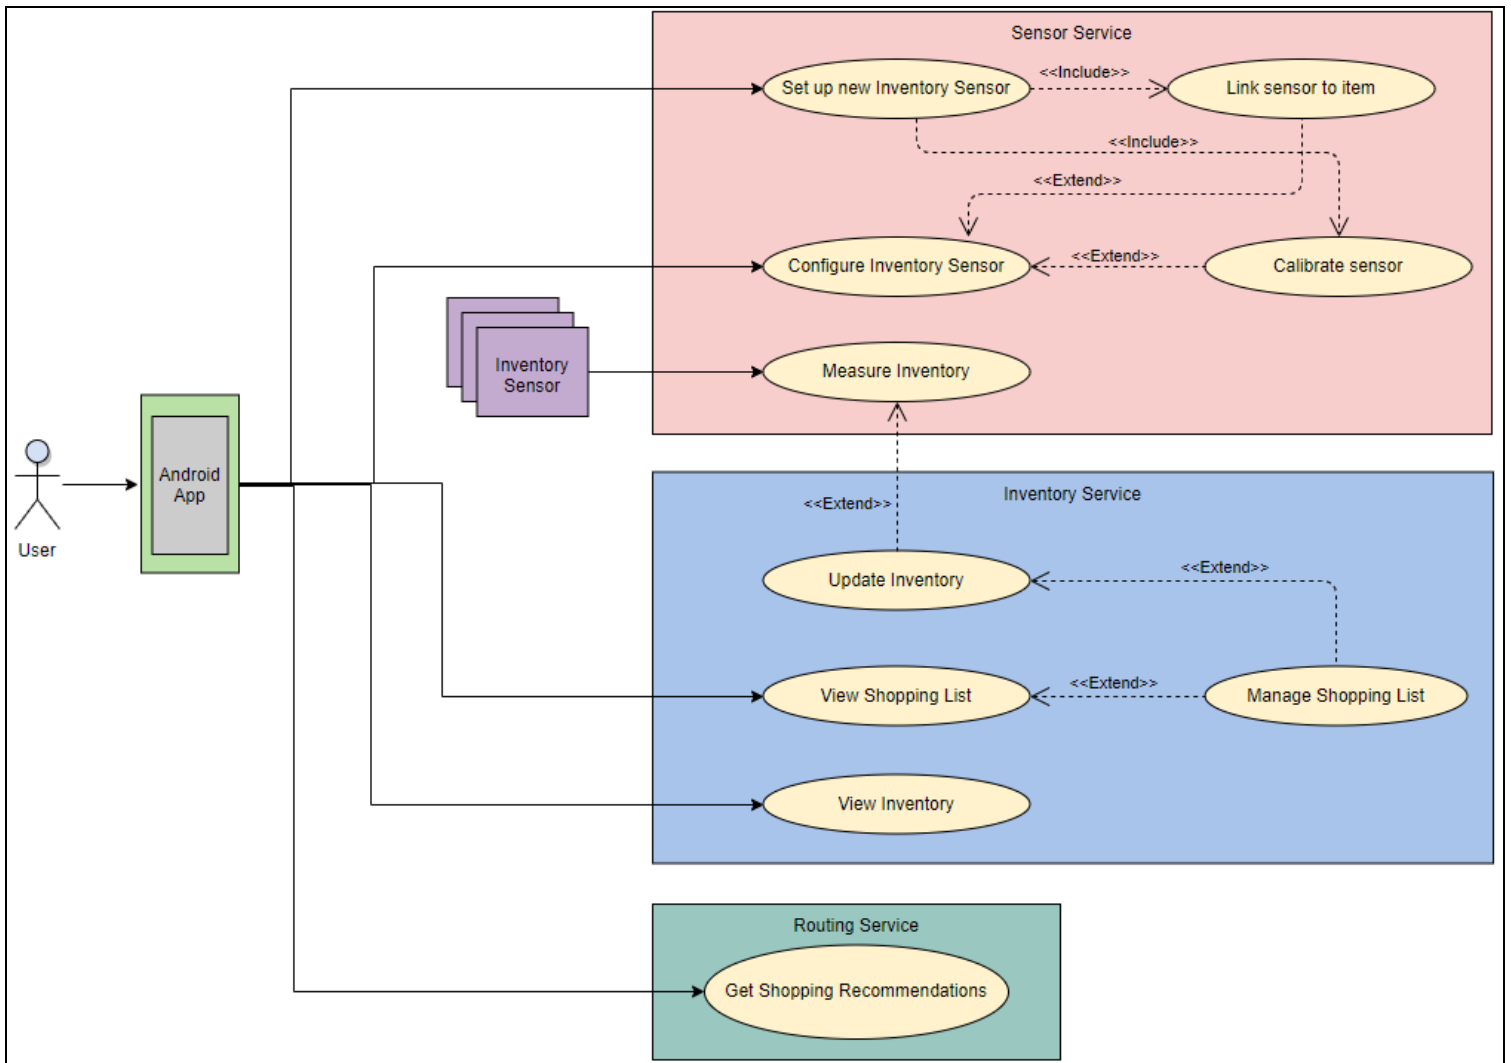 Sensor Service
Set up new Inventory Sensor
<<Include>>
Link sensor to item
<<Include>>
<<Extend>>
Configure Inventory Sensor
<<Extend>>
Calibrate sensor
Inventory
Sensor
Measure Inventory
Android
App
User
Inventory Service
<<Extend>>
Update Inventory
<<Extend>>
View Shopping List
<<Extend>>
Manage Shopping List
View Inventory
Routing Service
Get Shopping Recommendations